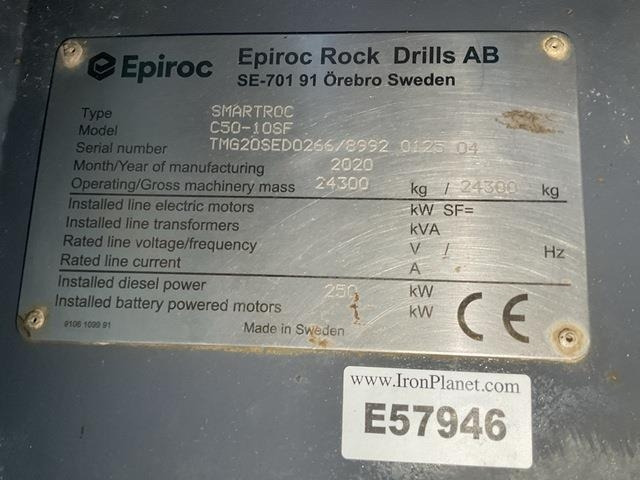 Epiroc
Epiroc Rock Drills AB
SE-701 91 Örebro Sweden
Type SMARTROC
Model C50-10SF
Serial number TMG20SED0266/8992 0125 04
Month/Year of manufacturing 2020
Operating/Gross machinery mass 24300 kg / 24300 kg
Installed line electric motors kW SF=
Installed line transformers kVA
Rated line voltage/frequency V / Hz
Rated line current A
Installed diesel power 250 kW
Installed battery powered motors kW
CE
9106 1099 91
Made in Sweden
www.IronPlanet.com
E57946